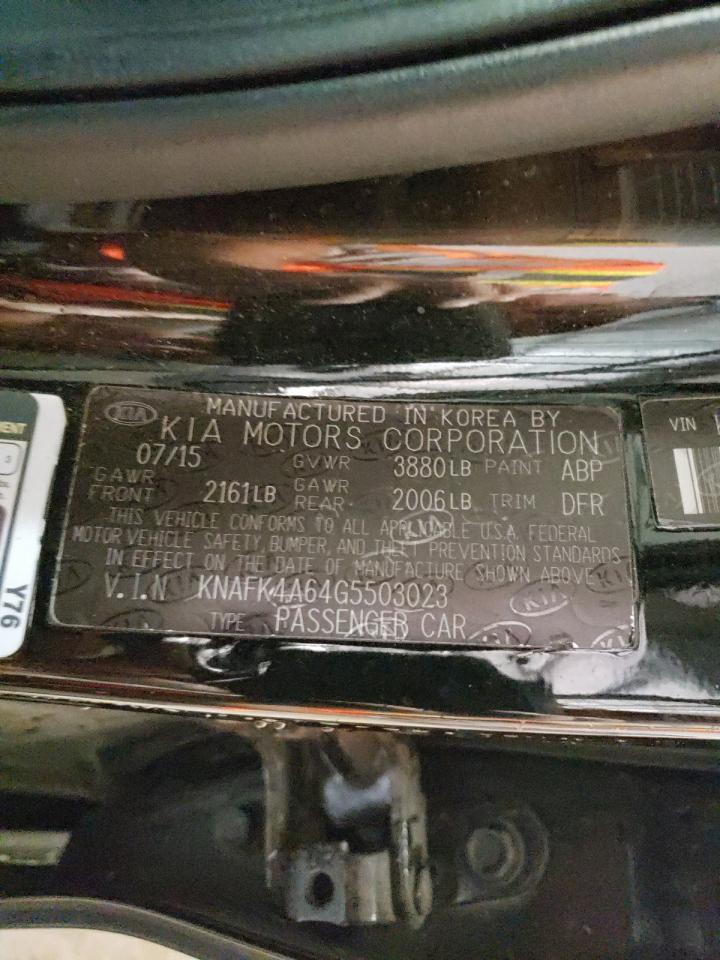 KIA
MANUFACTURED IN KOREA BY
KIA MOTORS CORPORATION
07/15 GVWR 3880LB PAINT ABP
GAWR FRONT 2161LB GAWR REAR 2006LB TRIM DFR
THIS VEHICLE CONFORMS TO ALL APPLICABLE U.S.A. FEDERAL
MOTOR VEHICLE SAFETY, BUMPER, AND THEFT PREVENTION STANDARDS
IN EFFECT ON THE DATE OF MANUFACTURE SHOWN ABOVE.
V.I.N KNAFK4A64G5503023
TYPE PASSENGER CAR
Y76
VIN